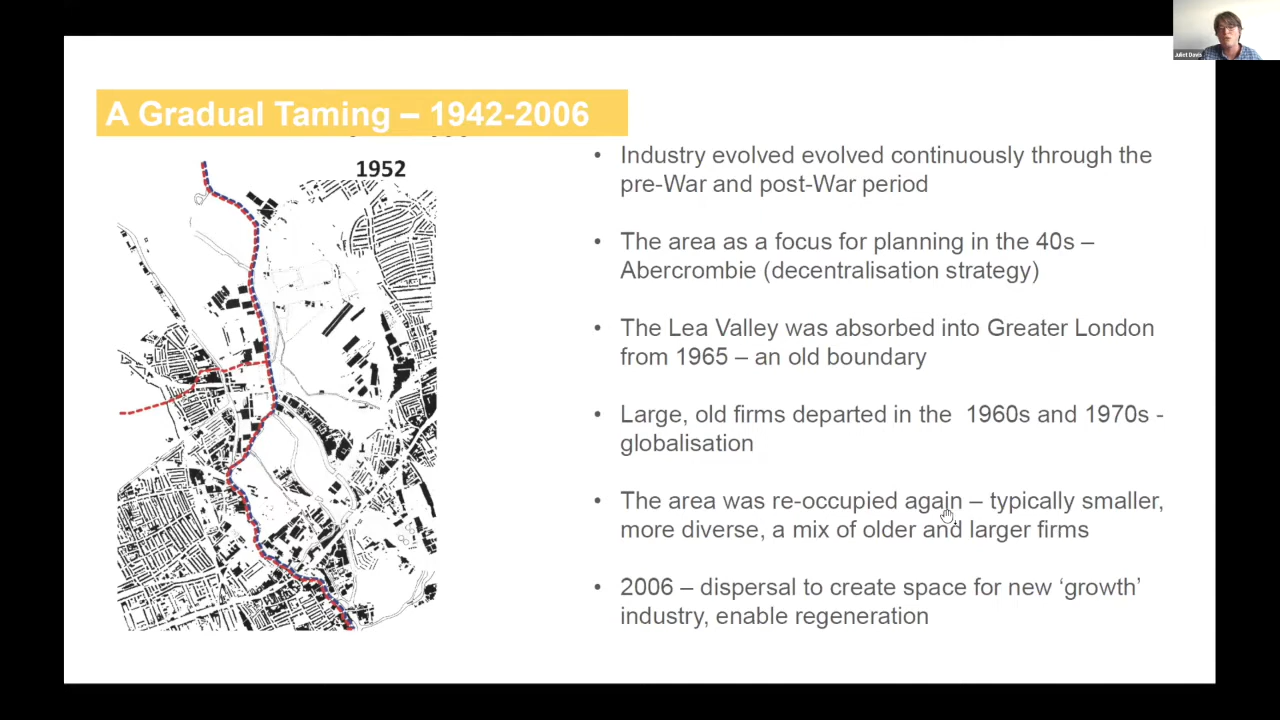 Juliet Davis
A Gradual Taming – 1942-2006
1952
• Industry evolved evolved continuously through the
pre-War and post-War period
• The area as a focus for planning in the 40s –
Abercrombie (decentralisation strategy)
• The Lea Valley was absorbed into Greater London
from 1965 – an old boundary
• Large, old firms departed in the  1960s and 1970s -
globalisation
• The area was re-occupied again – typically smaller,
more diverse, a mix of older and larger firms
• 2006 – dispersal to create space for new ‘growth’
industry, enable regeneration